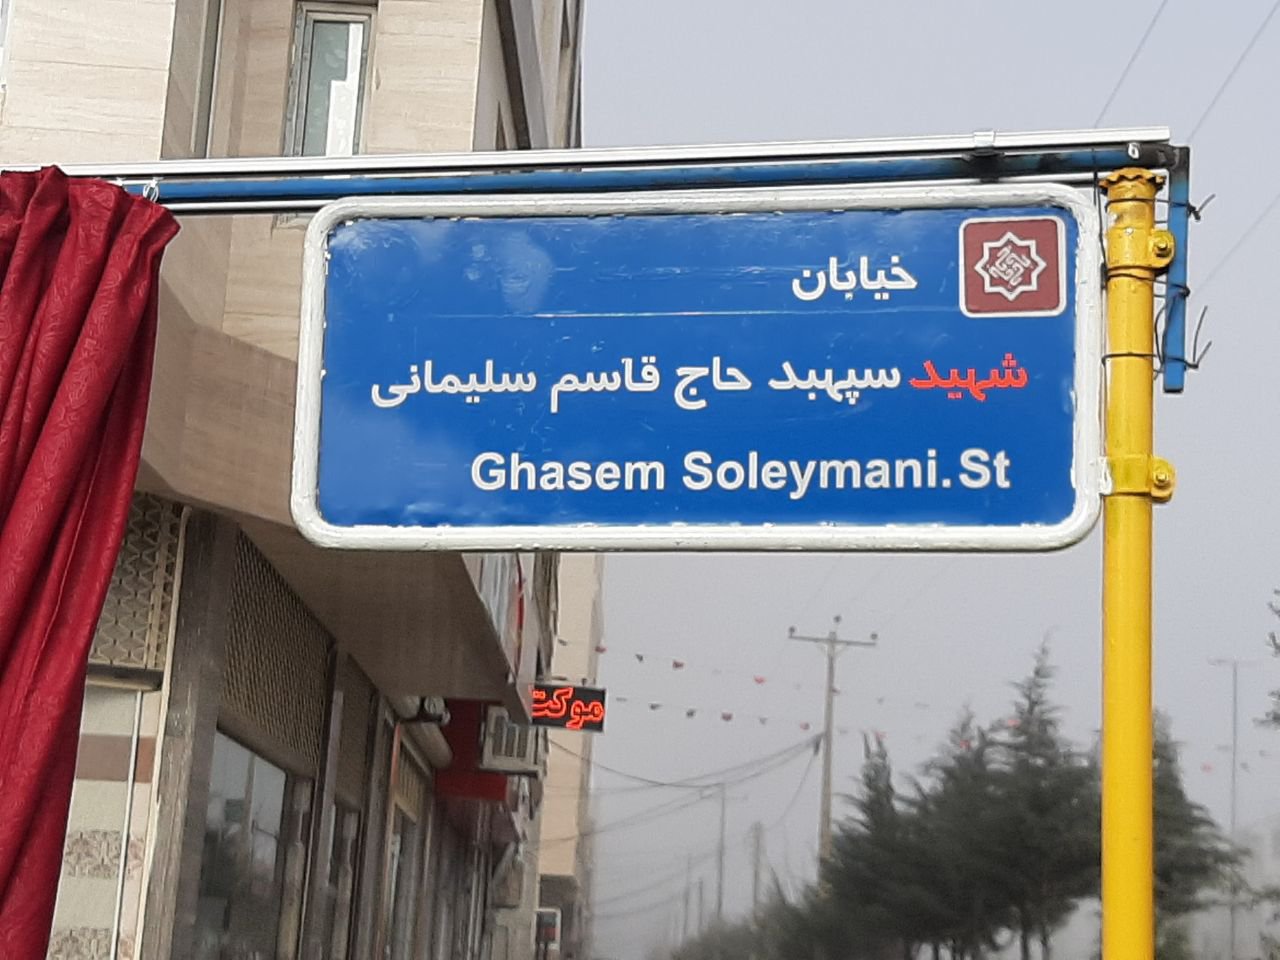 خیابان
شهید سپهبد حاج قاسم سلیمانی
Ghasem Soleymani.St
موکت